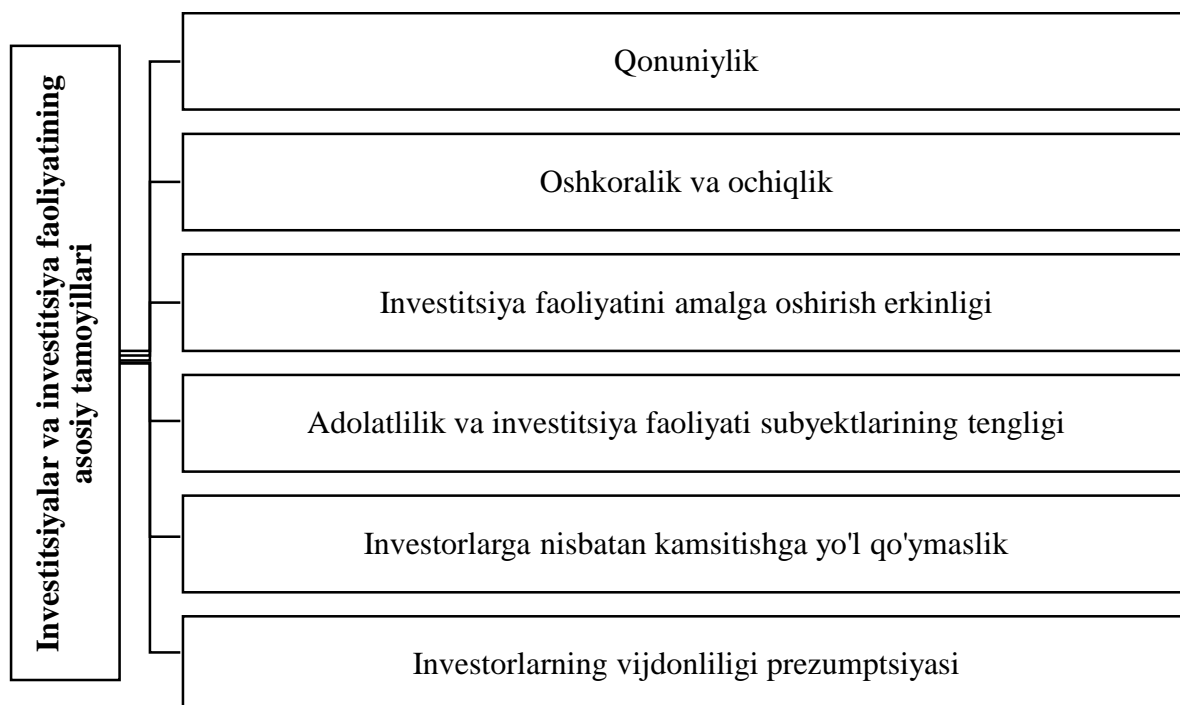 Investitsiyalar va investitsiya faoliyatining
asosiy tamoyillari
Qonuniylik
Oshkoralik va ochiqlik
Investitsiya faoliyatini amalga oshirish erkinligi
Adolatlilik va investitsiya faoliyati subyektlarining tengligi
Investorlarga nisbatan kamsitishga yo'l qo'ymaslik
Investorlarning vijdonliligi prezumptsiyasi